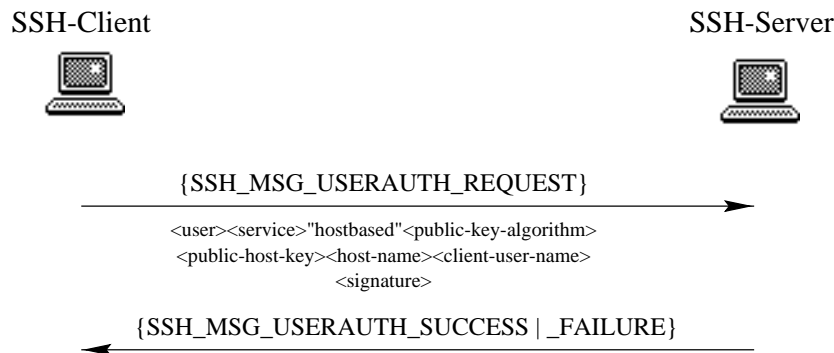 SSH-Client
SSH-Server
{SSH_MSG_USERAUTH_REQUEST}
<user><service>"hostbased"<public-key-algorithm>
<public-host-key><host-name><client-user-name>
<signature>
{SSH_MSG_USERAUTH_SUCCESS | _FAILURE}